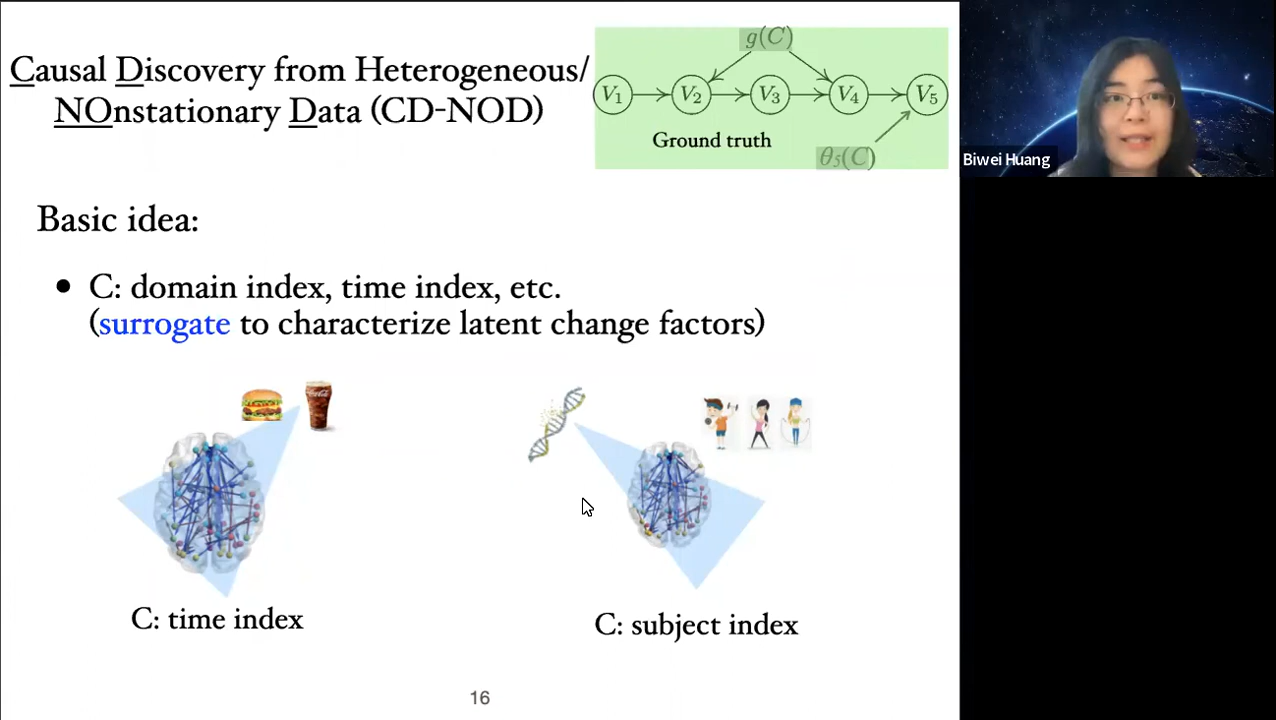 Causal Discovery from Heterogeneous/
NOnstationary Data (CD-NOD)
g(C)
V1
V2
V3
V4
V5
Ground truth
θ5(C)
Biwei Huang
Basic idea:
• C: domain index, time index, etc.
(surrogate to characterize latent change factors)
C: time index
C: subject index
16